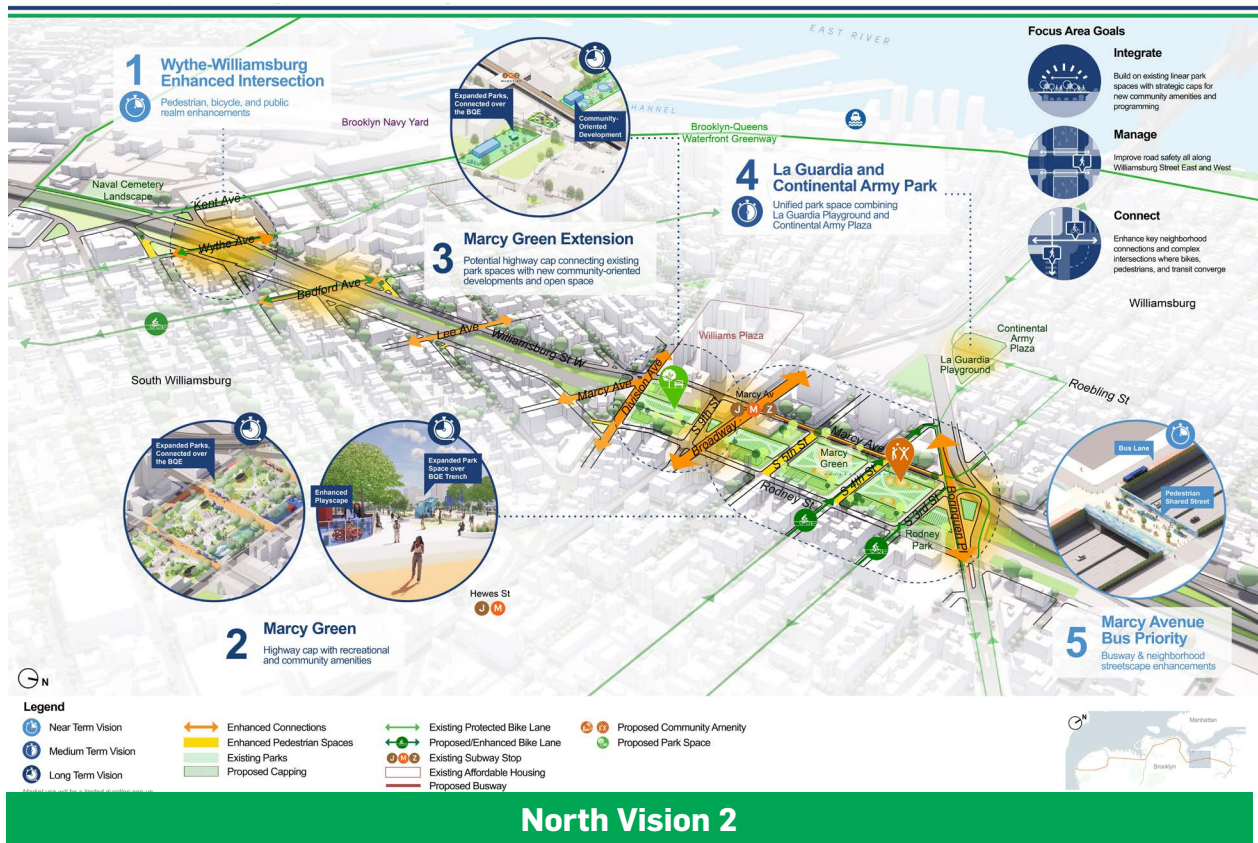 EAST RIVER
HANNEL
1
Wythe-Williamsburg
Enhanced Intersection
Pedestrian, bicycle, and public
realm enhancements
Expanded Parks,
Connected over
the BQE
Community-
Oriented
Development
Brooklyn Navy Yard
Brooklyn-Queens
Waterfront Greenway
Focus Area Goals
Integrate
Build on existing linear park
spaces with strategic caps for
new community amenities and
programming
Manage
Improve road safety all along
Williamsburg Street East and West
Connect
Enhance key neighborhood
connections and complex
intersections where bikes,
pedestrians, and transit converge
4
La Guardia and
Continental Army Park
Unified park space combining
La Guardia Playground and
Continental Army Plaza
3
Marcy Green Extension
Potential highway cap connecting existing
park spaces with new community-oriented
developments and open space
Naval Cemetery
Landscape
Kent Ave
Wythe Ave
Bedford Ave
Lee Ave
Williamsburg St W
Marcy Ave
Division Ave
Williams Plaza
Williamsburg
Continental
Army
Plaza
La Guardia
Playground
Roebling St
South Williamsburg
S 9th St
Broadway
Marcy Av
J M Z
Marcy Ave
S 5th St
Marcy
Green
S 4th St
Rodney St
S 3rd St
Rodney
Park
Borinquen Pl
Expanded Parks,
Connected over
the BQE
Enhanced
Playscape
Expanded Park
Space over
BQE Trench
Bus Lane
Pedestrian
Shared Street
Hewes St
J M
2
Marcy Green
Highway cap with recreational
and community amenities
5
Marcy Avenue
Bus Priority
Busway & neighborhood
streetscape enhancements
N
Legend
Near Term Vision
Medium Term Vision
Long Term Vision
Enhanced Connections
Enhanced Pedestrian Spaces
Existing Parks
Proposed Capping
Existing Protected Bike Lane
Proposed/Enhanced Bike Lane
J M Z Existing Subway Stop
Existing Affordable Housing
Proposed Busway
Proposed Community Amenity
Proposed Park Space
N
Manhattan
Brooklyn
North Vision 2